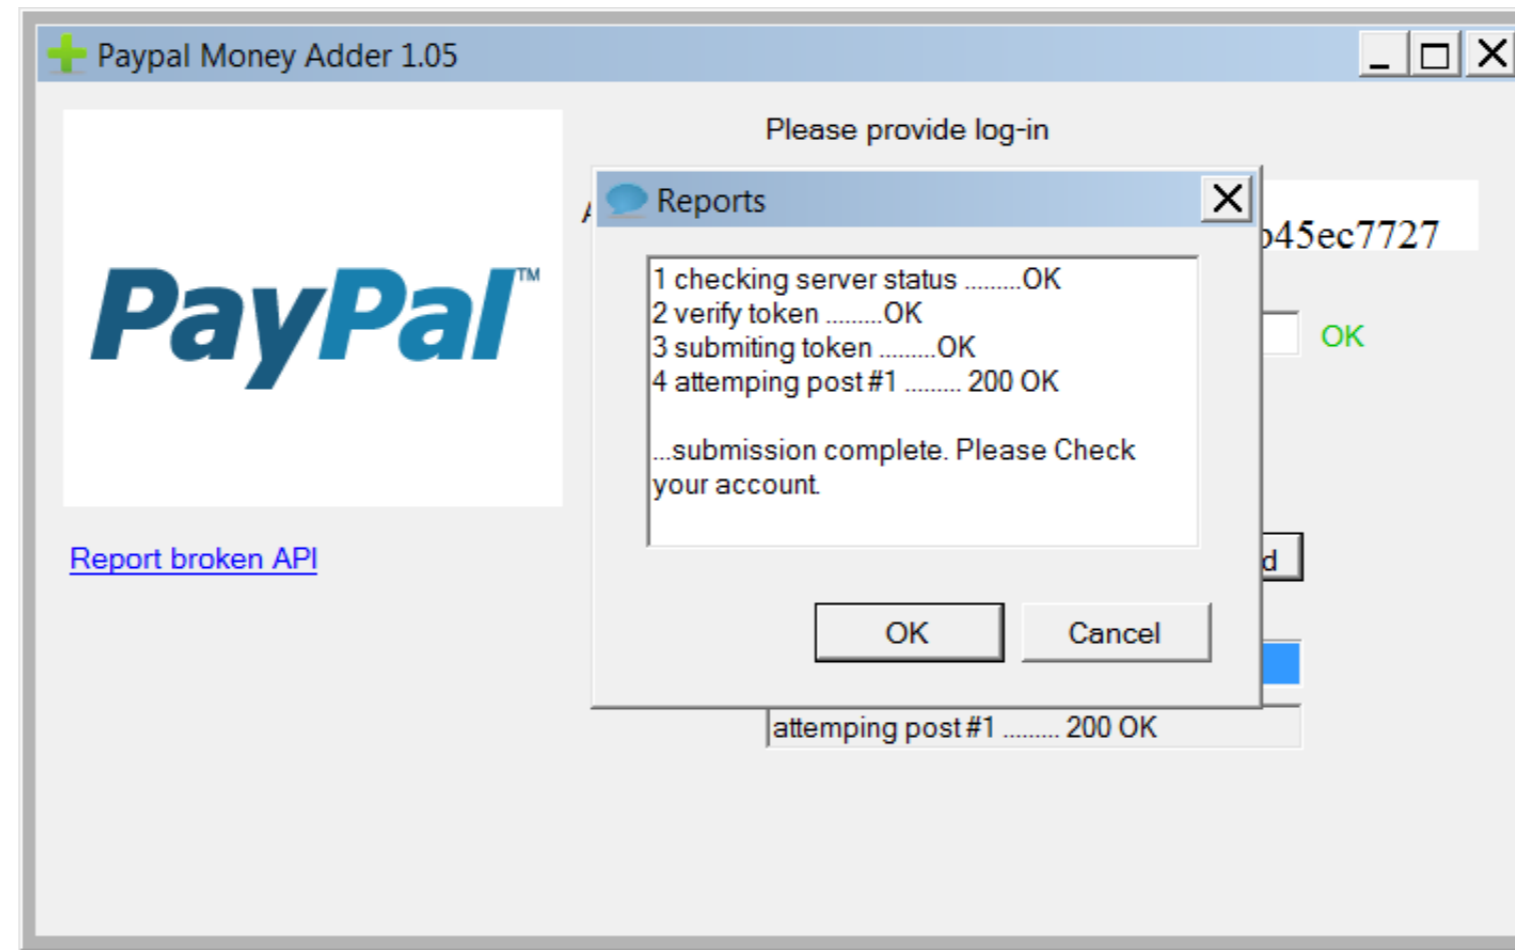 Paypal Money Adder 1.05
Please provide log-in
Reports
b45ec7727
1 checking server status .........OK
2 verify token .........OK
3 submiting token .........OK
4 attemping post #1 ......... 200 OK
...submission complete. Please Check
your account.
OK
PayPal™
Report broken API
OK
Cancel
attemping post #1 ......... 200 OK